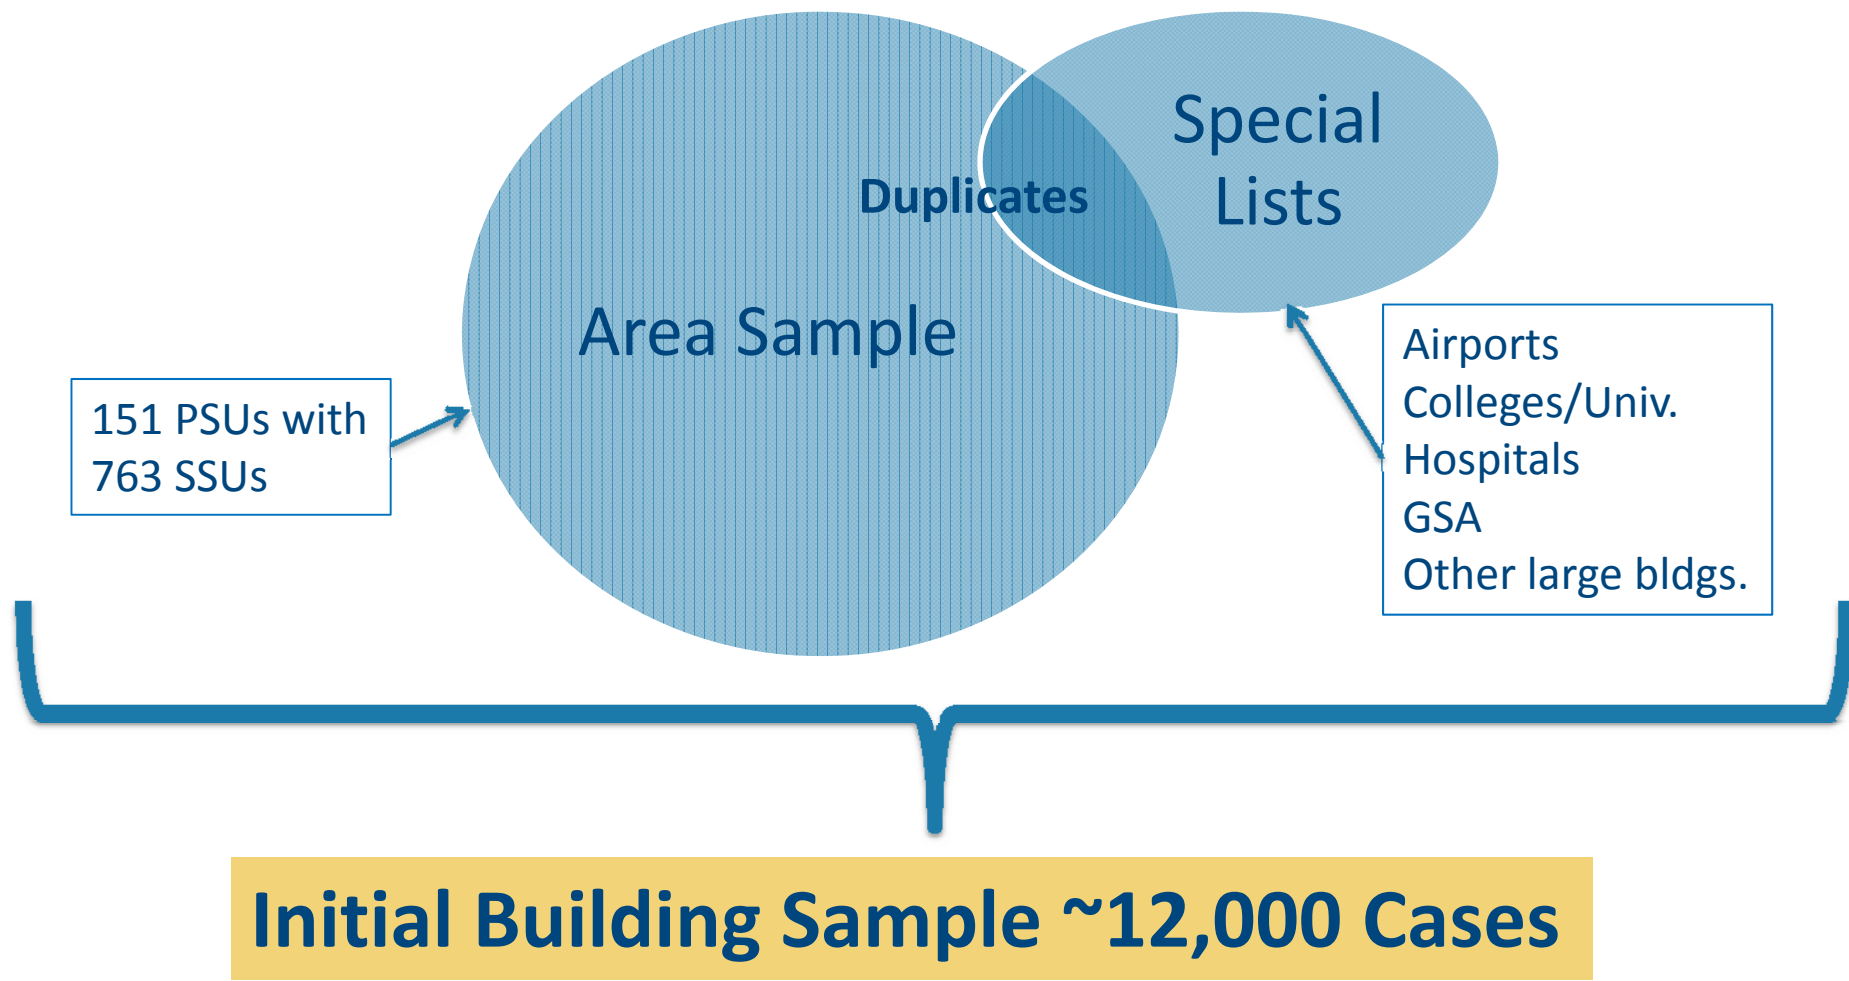 Special
Lists
Duplicates
Area Sample
151 PSUs with
763 SSUs
Airports
Colleges/Univ.
Hospitals
GSA
Other large bldgs.
Initial Building Sample ~12,000 Cases